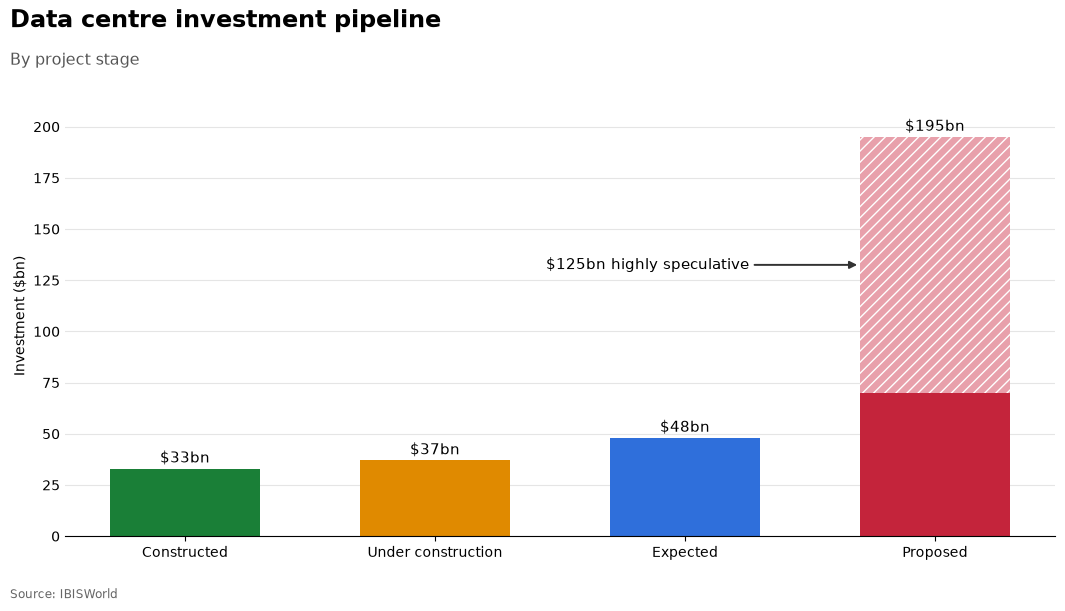 Data centre investment pipeline
By project stage
Investment ($bn)
200
175
150
125
100
75
50
25
0
$33bn
$37bn
$48bn
$195bn
$125bn highly speculative
Constructed
Under construction
Expected
Proposed
Source: IBISWorld